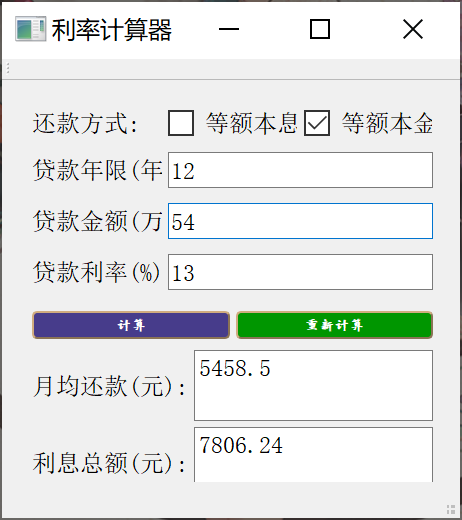 利率计算器
还款方式: 等额本息 等额本金
贷款年限(年 12
贷款金额(万 54
贷款利率(%) 13
计算 重新计算
月均还款(元): 5458.5
利息总额(元): 7806.24